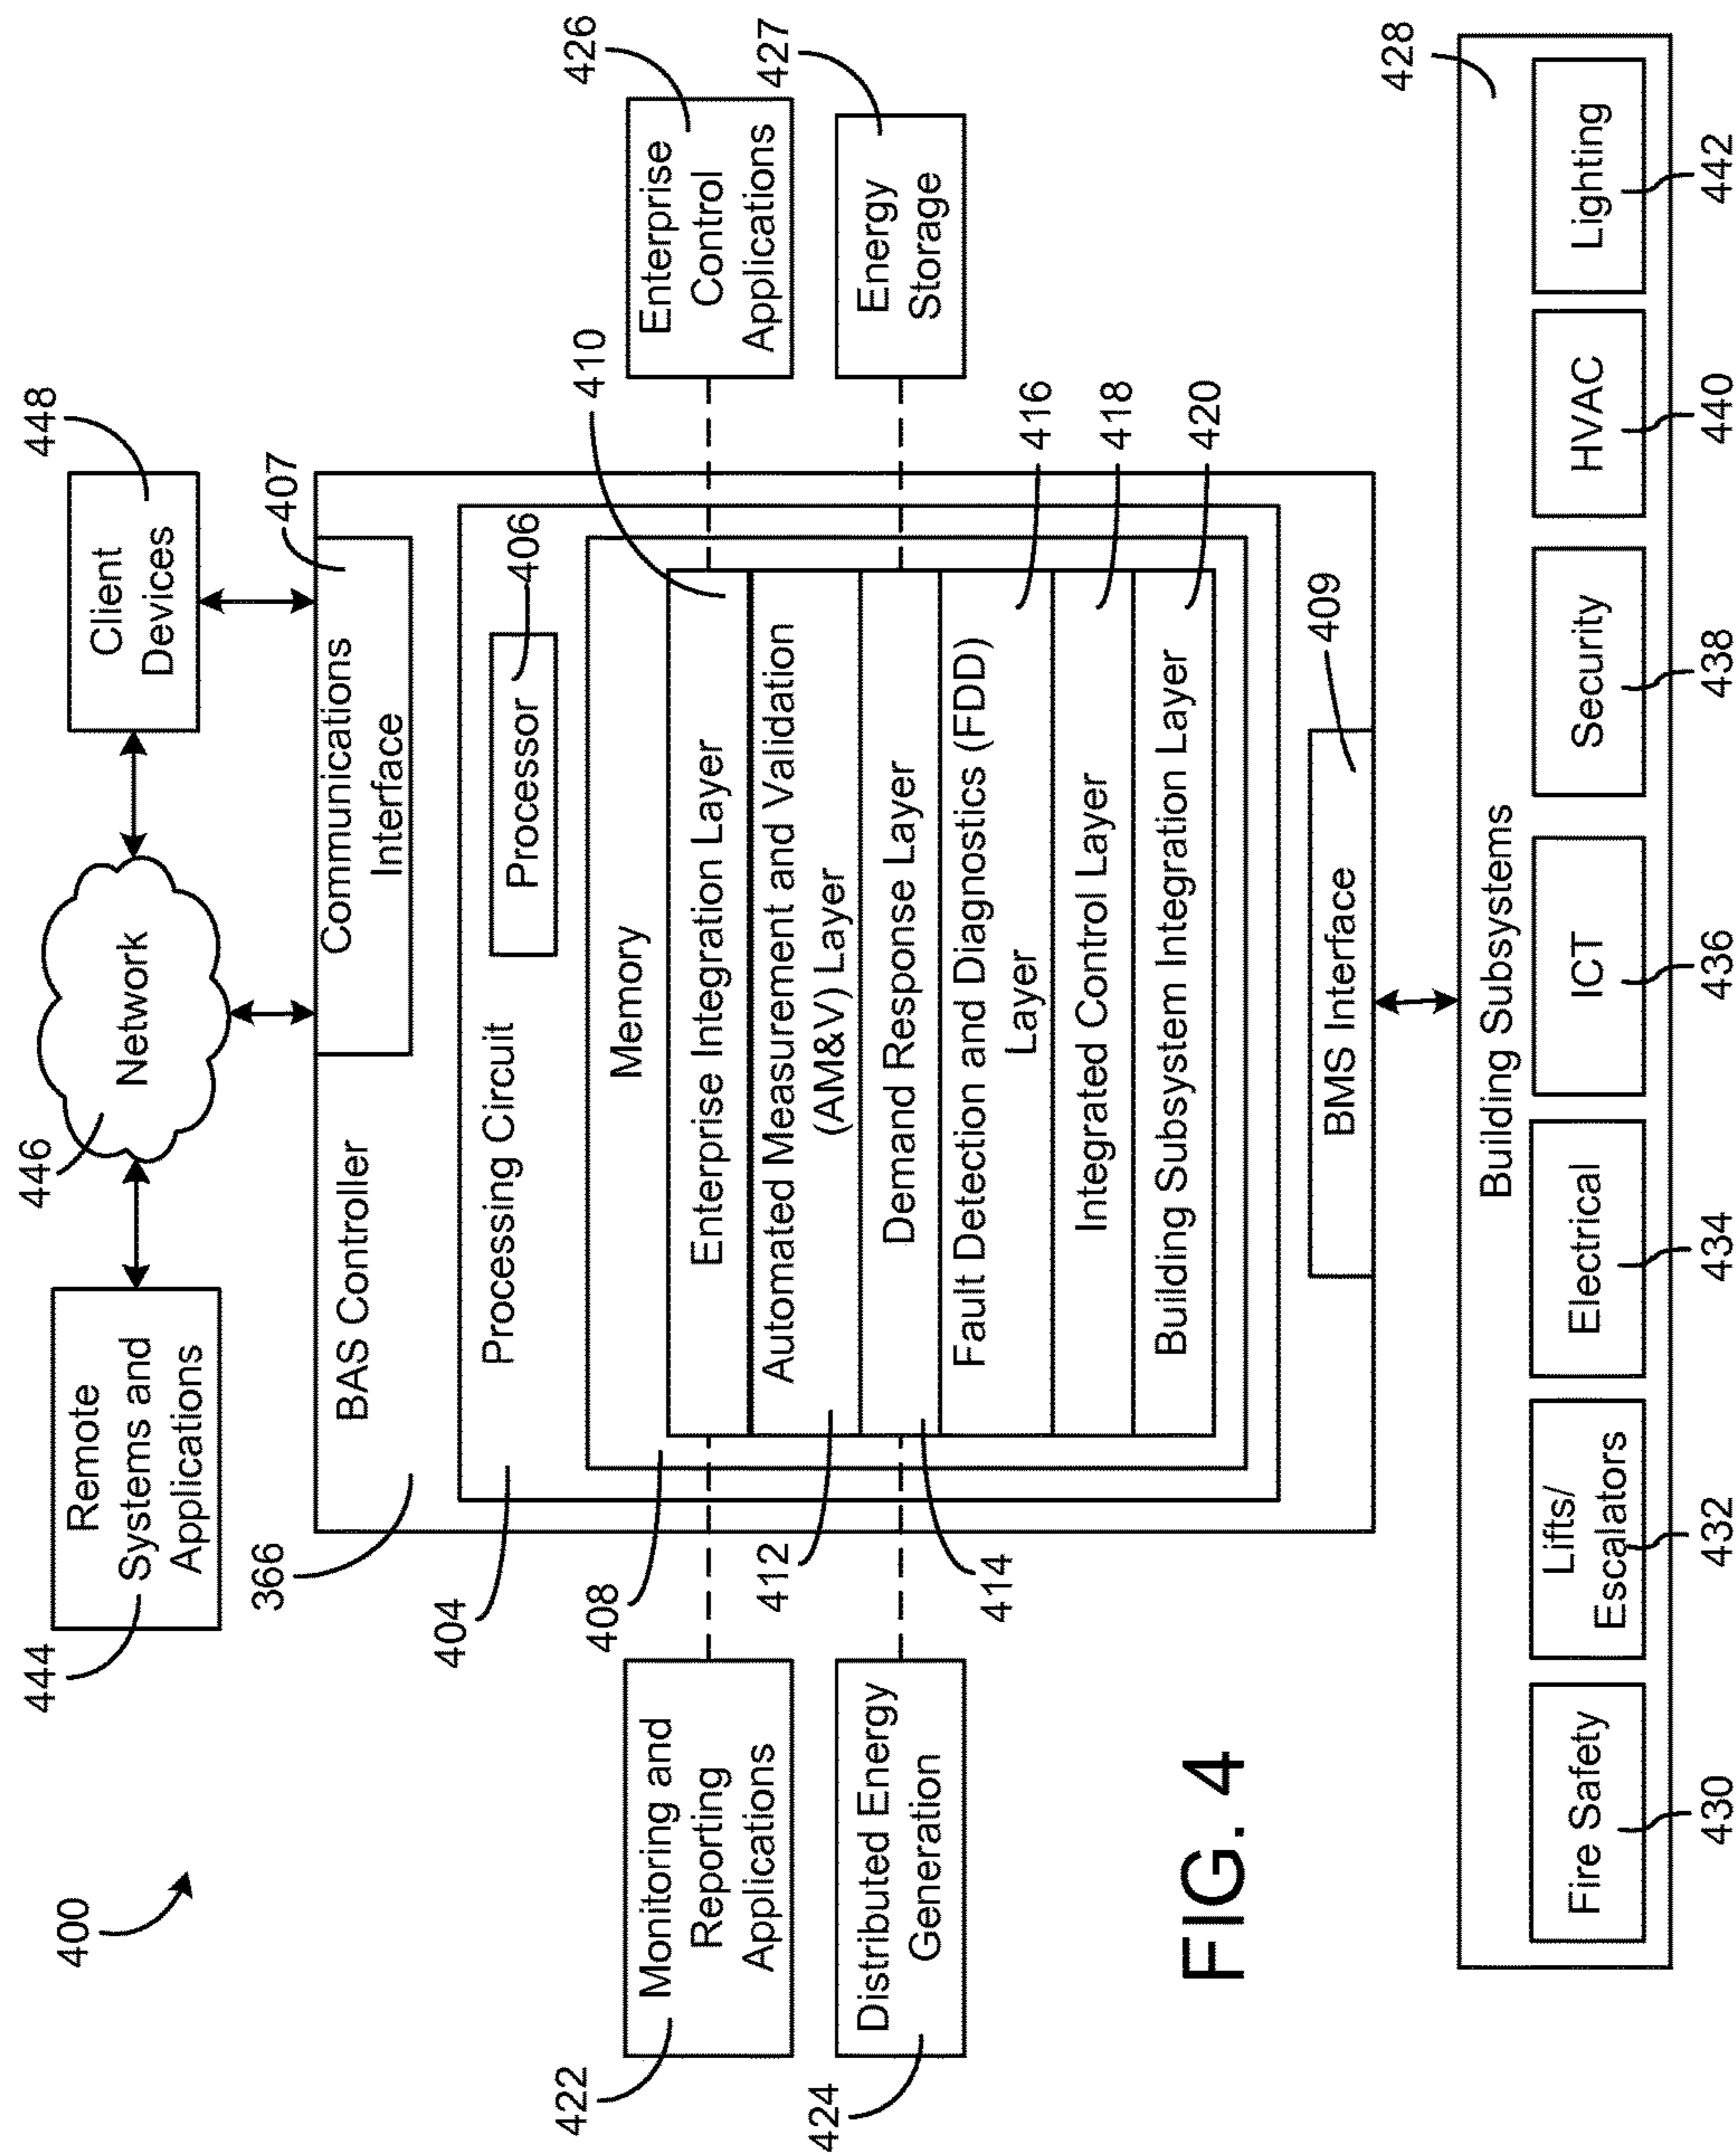 400
444
Remote
Systems and
Applications
446
Network
448
Client
Devices
366
BAS Controller
Communications
Interface
407
404
Processing Circuit
Processor
406
408
Memory
410
Enterprise Integration Layer
412
Automated Measurement and Validation
(AM&V) Layer
414
Demand Response Layer
Fault Detection and Diagnostics (FDD)
Layer
416
Integrated Control Layer
418
Building Subsystem Integration Layer
420
BMS Interface
409
422
Monitoring and
Reporting
Applications
424
Distributed Energy
Generation
426
Enterprise
Control
Applications
427
Energy
Storage
FIG. 4
Building Subsystems
428
Fire Safety
Lifts/
Escalators
Electrical
ICT
Security
HVAC
Lighting
430
432
434
436
438
440
442